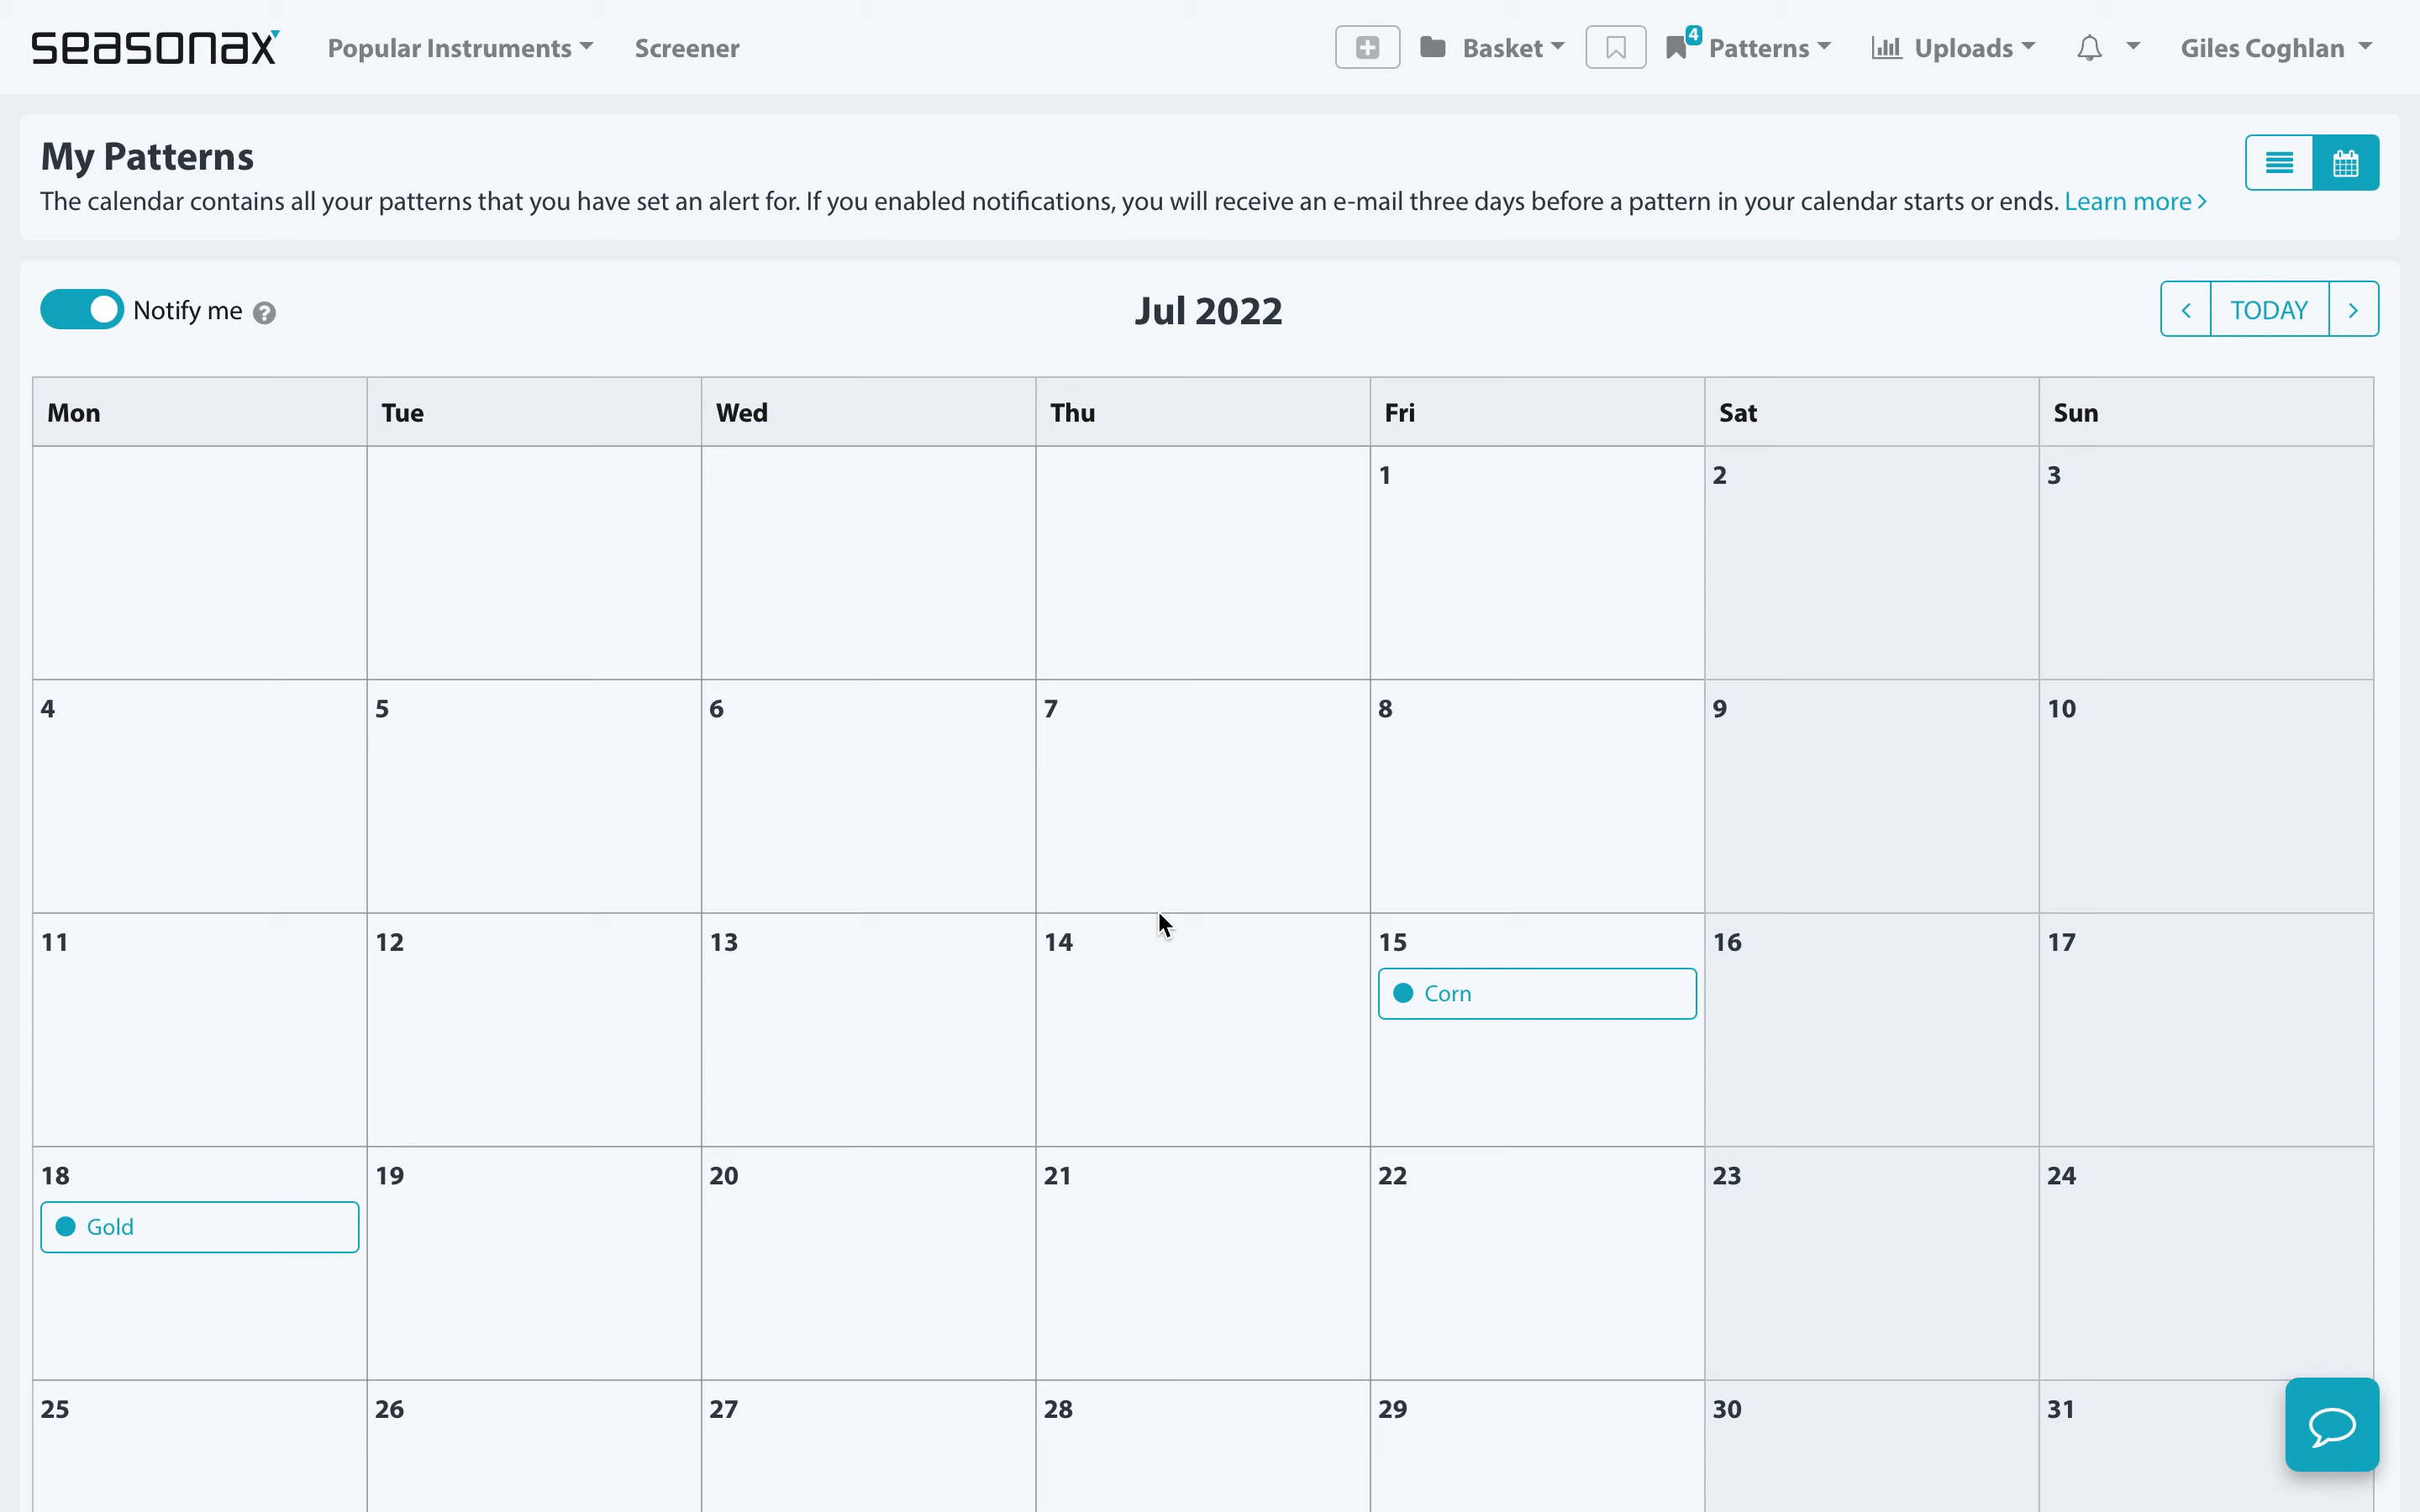 seasonax Popular Instruments Screener Basket 4 Patterns Uploads Giles Coghlan
My Patterns
The calendar contains all your patterns that you have set an alert for. If you enabled notifications, you will receive an e-mail three days before a pattern in your calendar starts or ends. Learn more >
Notify me ? Jul 2022 < TODAY >
Mon Tue Wed Thu Fri Sat Sun
1 2 3
4 5 6 7 8 9 10
11 12 13 14 15 16 17
Corn
18 19 20 21 22 23 24
Gold
25 26 27 28 29 30 31